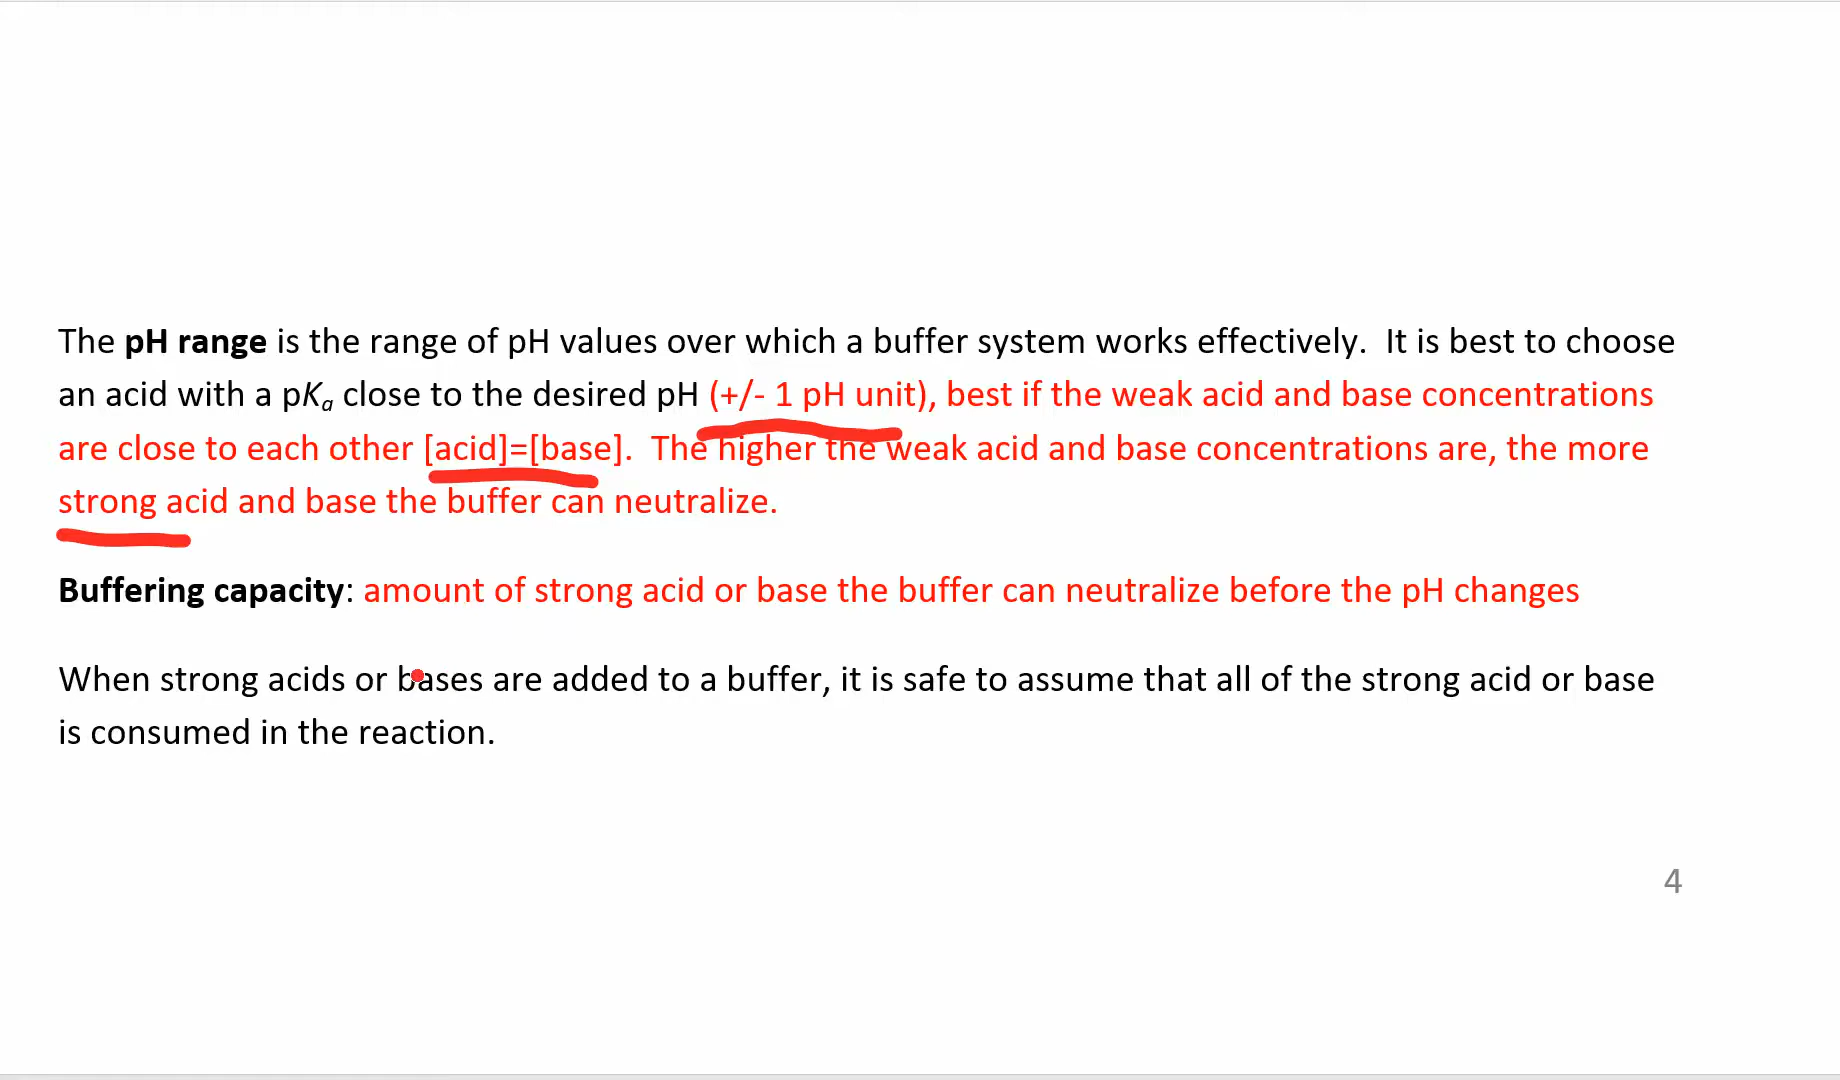 The pH range is the range of pH values over which a buffer system works effectively.  It is best to choose
an acid with a pKa close to the desired pH (+/- 1 pH unit), best if the weak acid and base concentrations
are close to each other [acid]=[base].  The higher the weak acid and base concentrations are, the more
strong acid and base the buffer can neutralize.
Buffering capacity: amount of strong acid or base the buffer can neutralize before the pH changes
When strong acids or bases are added to a buffer, it is safe to assume that all of the strong acid or base
is consumed in the reaction.
4